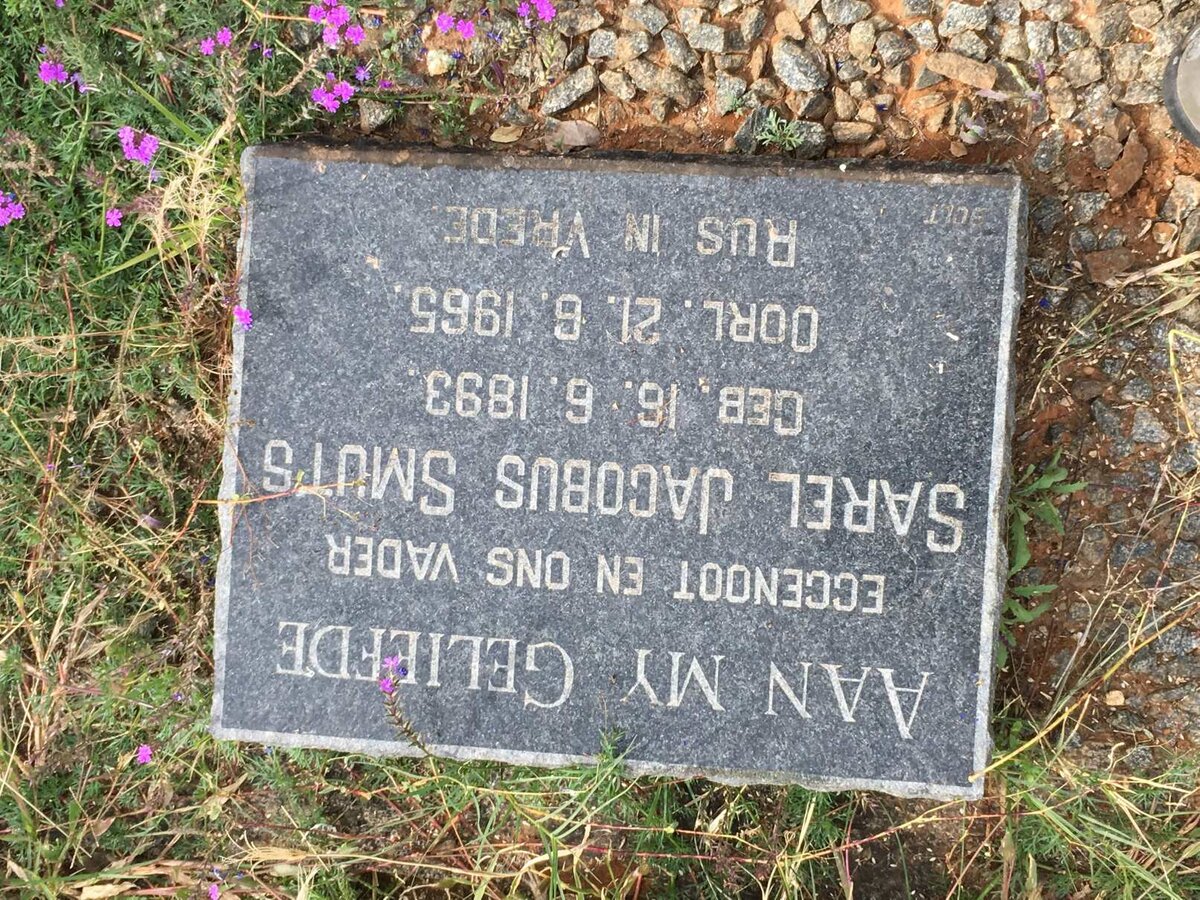 AAN MY GELIEFDE
EGGENOOT EN ONS VADER
SAREL JACOBUS SMUTS
GEB. 16. 6. 1893.
OORL. 21. 6. 1965.
RUS IN VREDE.